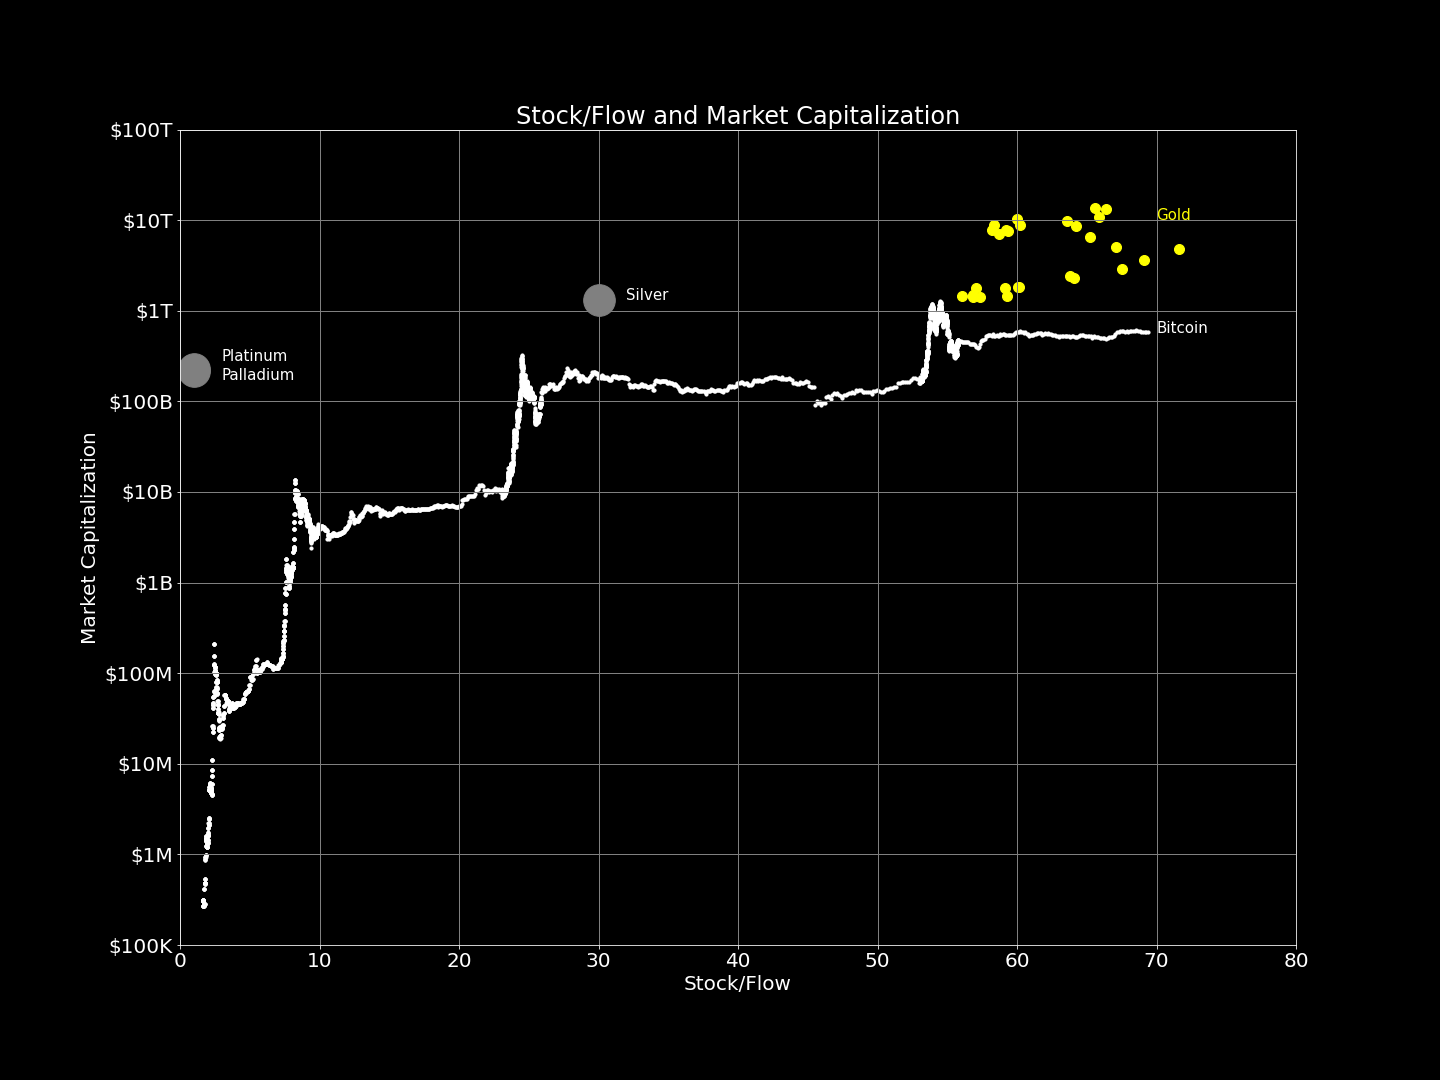 Stock/Flow and Market Capitalization
$100T
$10T
$1T
$100B
$10B
$1B
$100M
$10M
$1M
$100K
Market Capitalization
Gold
Silver
Bitcoin
Platinum
Palladium
0 10 20 30 40 50 60 70 80
Stock/Flow